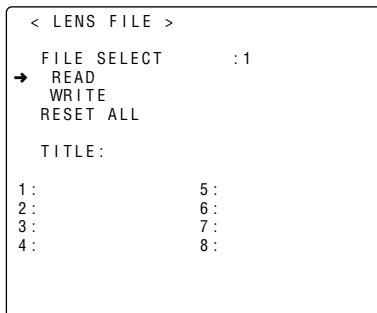 < LENS FILE >
FILE SELECT :1
➔ READ
WRITE
RESET ALL
TITLE:
1: 5:
2: 6:
3: 7:
4: 8: